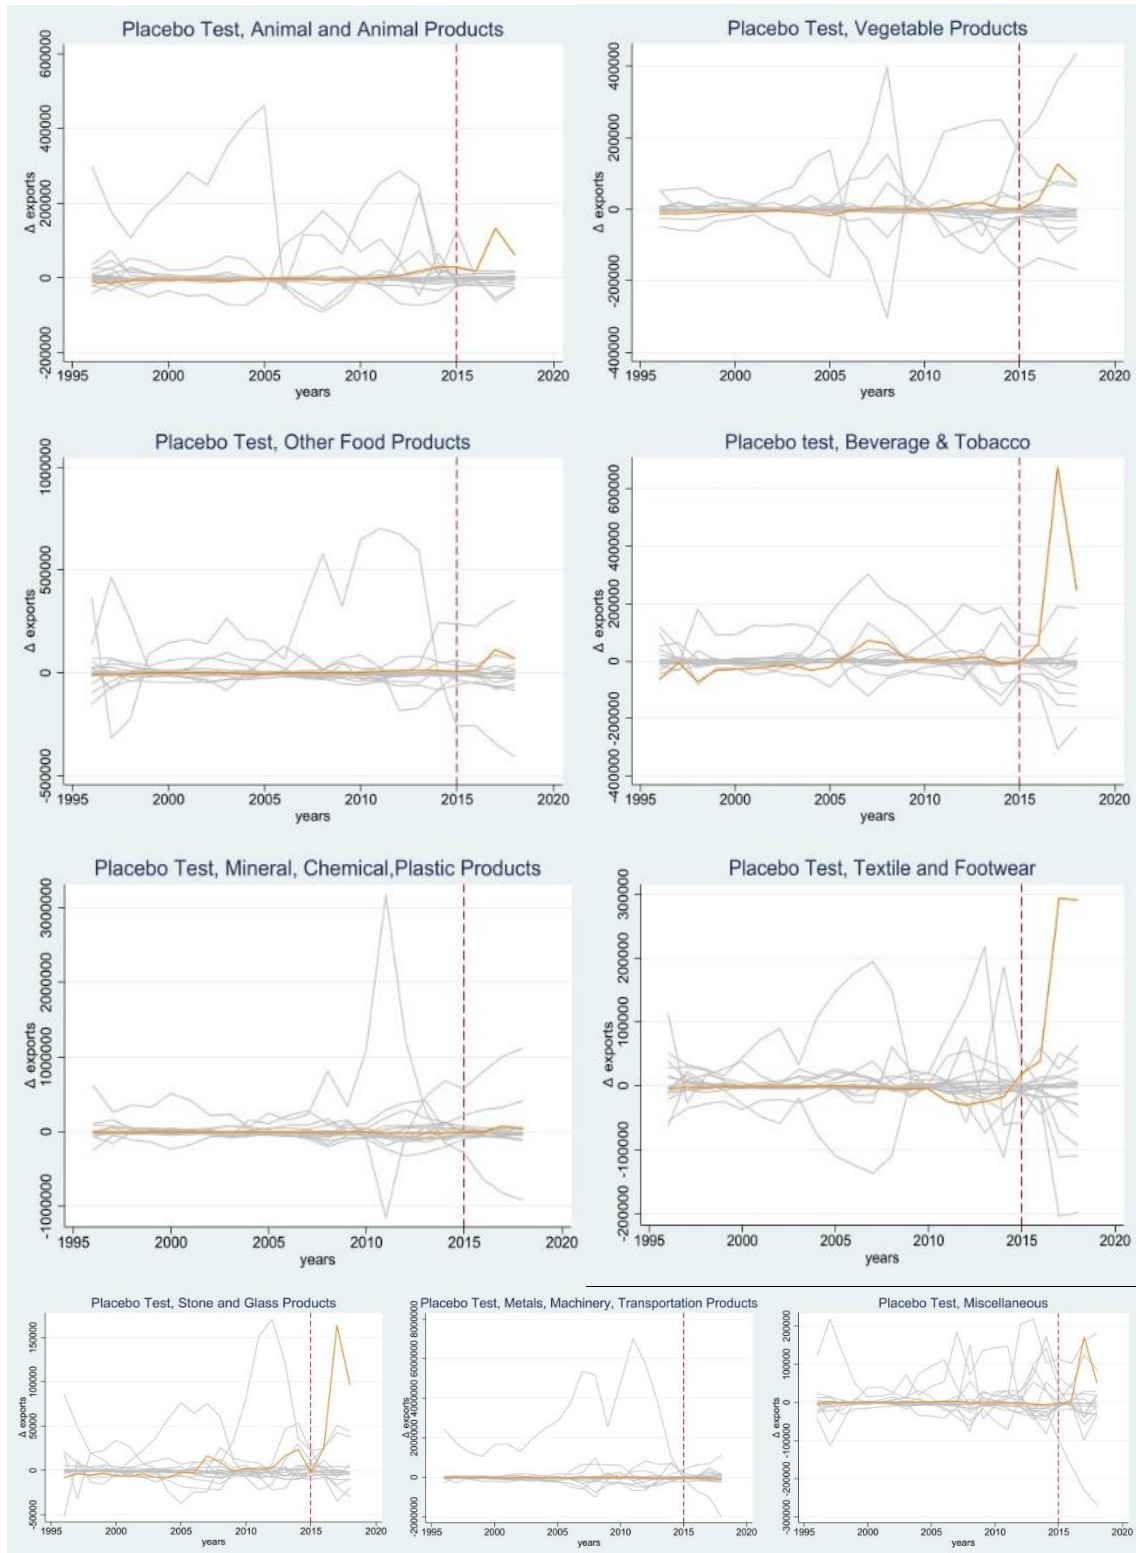 Placebo Test, Animal and Animal Products
Δ exports
-200000 0 200000 400000 600000
1995 2000 2005 2010 2015 2020
years
Placebo Test, Vegetable Products
Δ exports
-400000 -200000 0 200000 400000
1995 2000 2005 2010 2015 2020
years
Placebo Test, Other Food Products
Δ exports
-500000 0 500000 1000000
1995 2000 2005 2010 2015 2020
years
Placebo test, Beverage & Tobacco
Δ exports
-400000 -200000 0 200000 400000 600000
1995 2000 2005 2010 2015 2020
years
Placebo Test, Mineral, Chemical,Plastic Products
Δ exports
-1000000 0 1000000 2000000 3000000
1995 2000 2005 2010 2015 2020
years
Placebo Test, Textile and Footwear
Δ exports
-200000 -100000 0 100000 200000 300000
1995 2000 2005 2010 2015 2020
years
Placebo Test, Stone and Glass Products
Δ exports
-50000 0 50000 100000 150000
1995 2000 2005 2010 2015 2020
years
Placebo Test, Metals, Machinery, Transportation Products
Δ exports
-2000000 0 2000000 4000000 6000000 8000000
1995 2000 2005 2010 2015 2020
years
Placebo Test, Miscellaneous
Δ exports
-300000 -200000 -100000 0 100000 200000
1995 2000 2005 2010 2015 2020
years